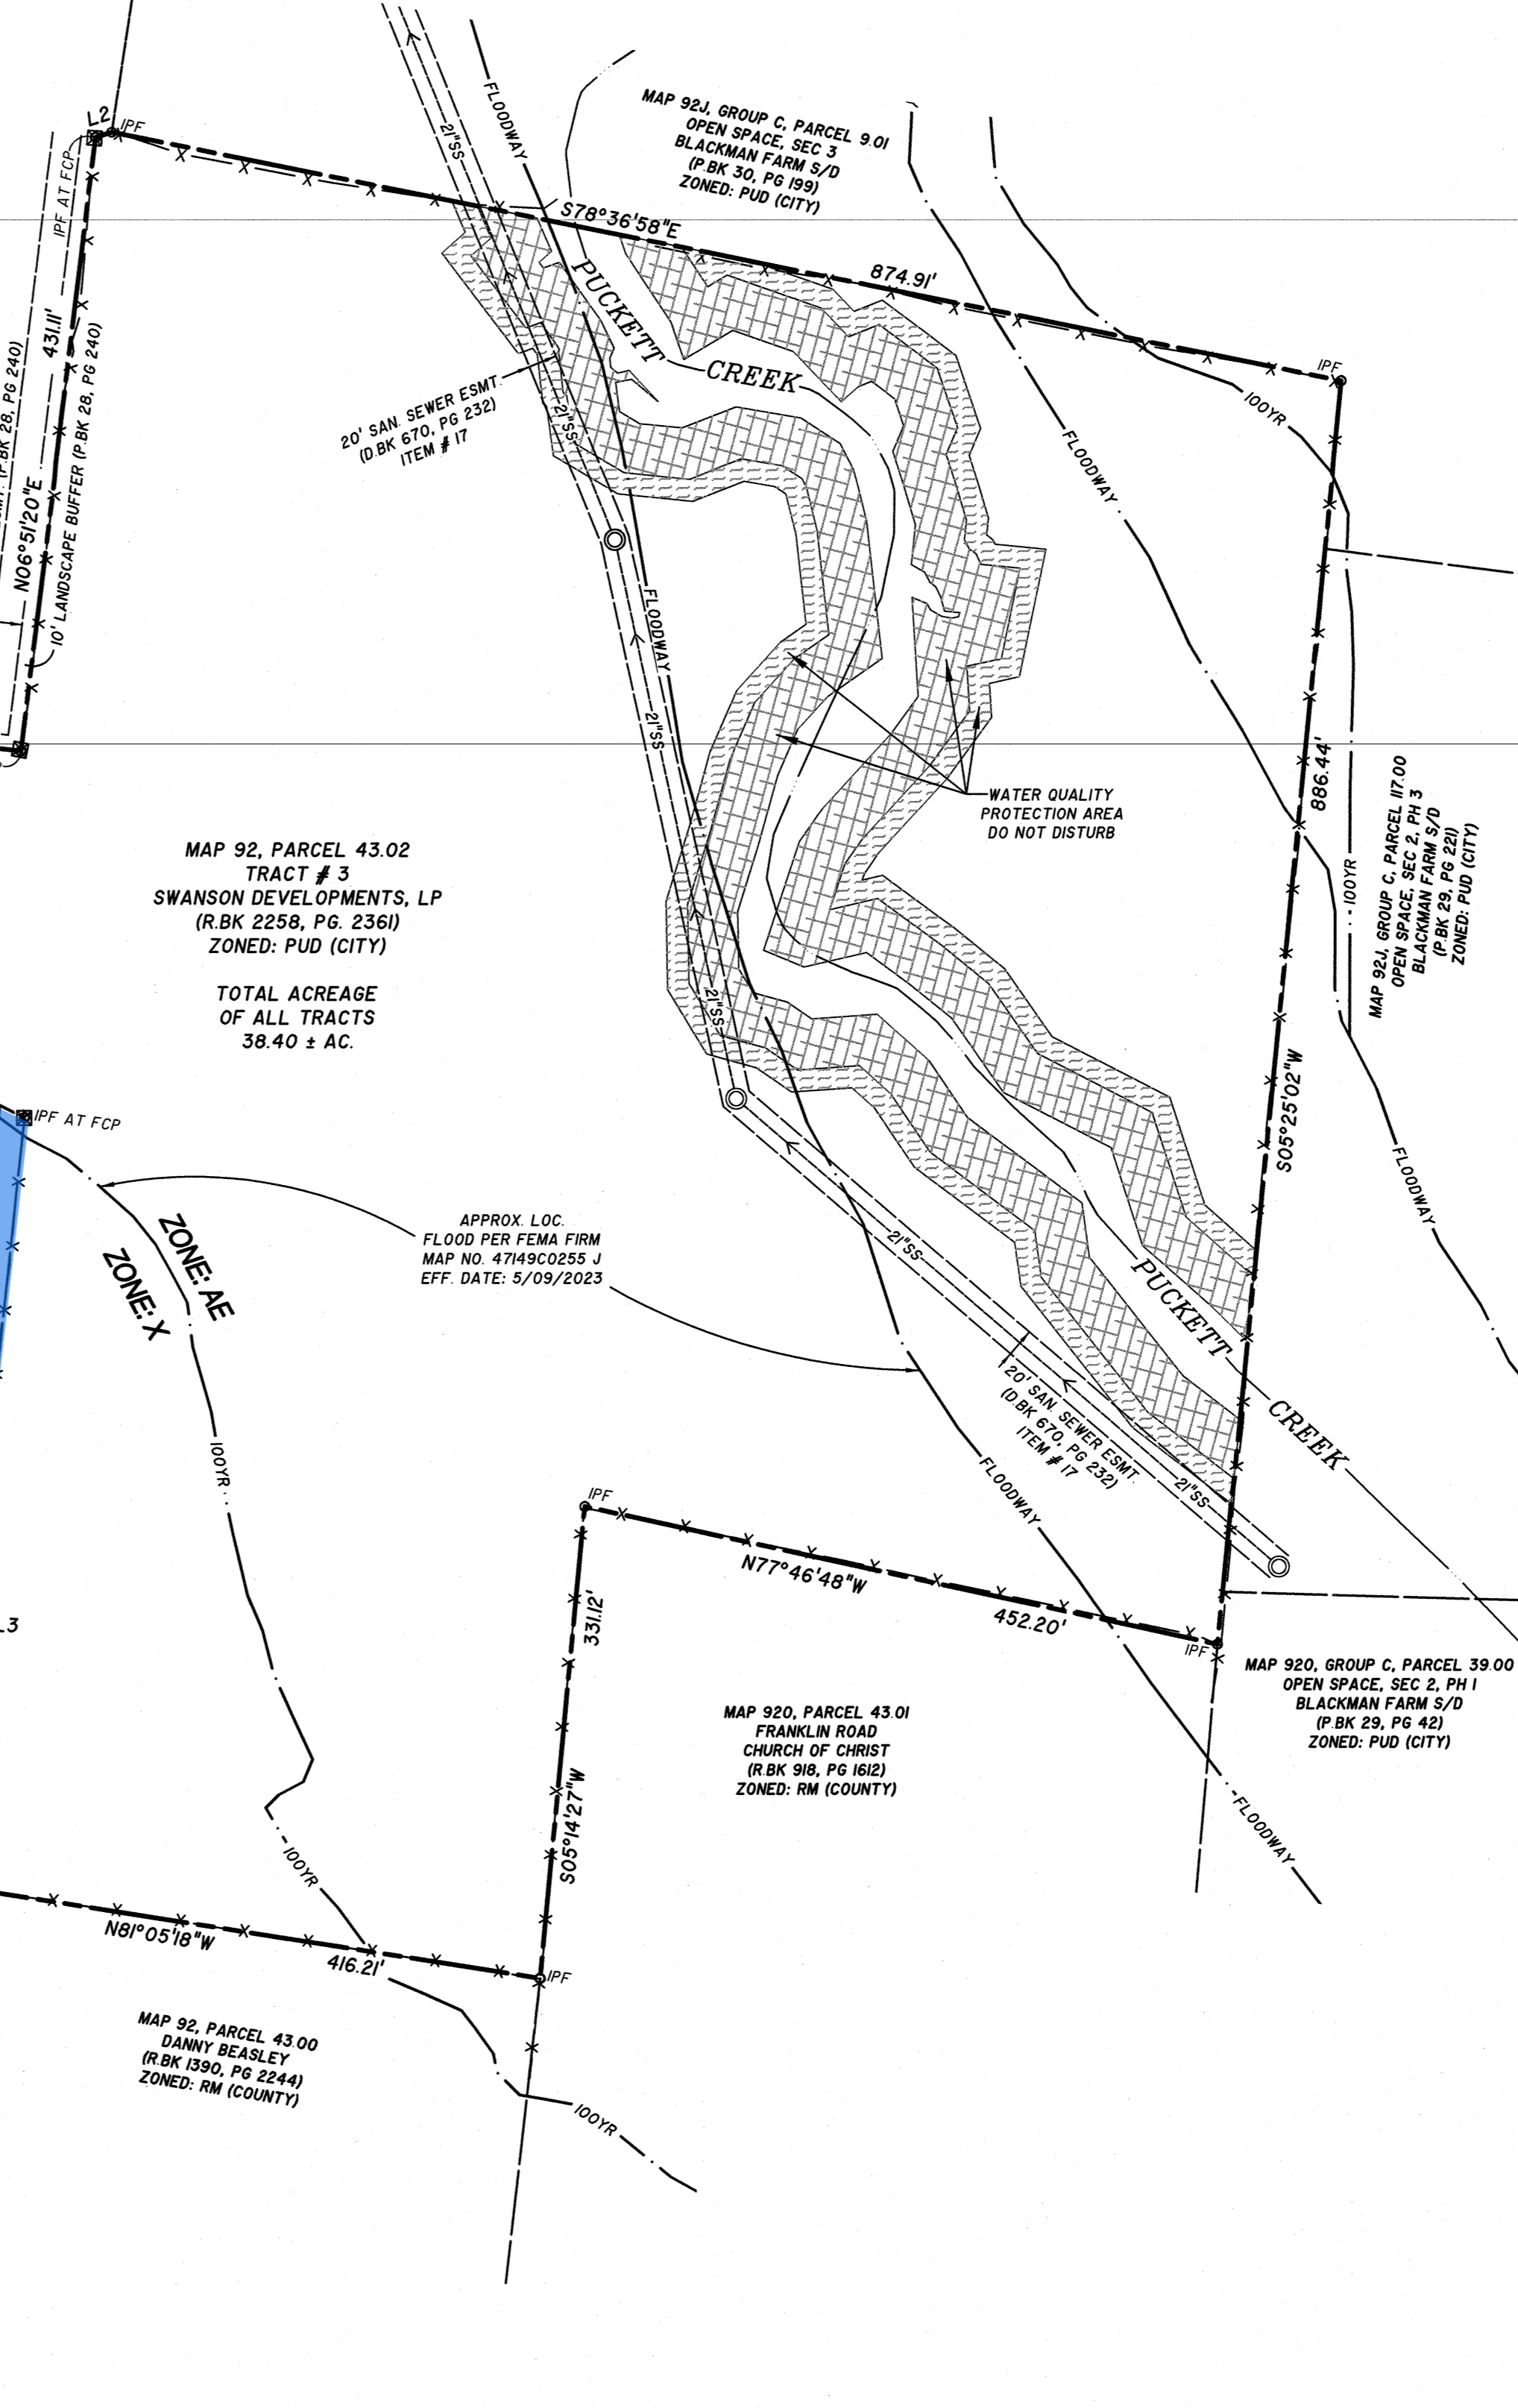 L2
IPF
IPF AT FCP
431.11'
N06°51'20"E
10' LANDSCAPE BUFFER (P.BK 28, PG 240)
(P.BK 28, PG 240)
21"SS
FLOODWAY
MAP 92J, GROUP C, PARCEL 9.01
OPEN SPACE, SEC 3
BLACKMAN FARM S/D
(P.BK 30, PG 199)
ZONED: PUD (CITY)
S78°36'58"E
874.91'
IPF
100YR
PUCKETT
CREEK
20' SAN. SEWER ESMT.
(D.BK 670, PG 232)
ITEM # 17
21"SS
FLOODWAY
FLOODWAY
21"SS
WATER QUALITY
PROTECTION AREA
DO NOT DISTURB
886.44'
S05°25'02"W
100YR
MAP 92J, GROUP C, PARCEL 117.00
OPEN SPACE, SEC 2, PH 3
BLACKMAN FARM S/D
(P.BK 29, PG 221)
ZONED: PUD (CITY)
MAP 92, PARCEL 43.02
TRACT # 3
SWANSON DEVELOPMENTS, LP
(R.BK 2258, PG. 2361)
ZONED: PUD (CITY)
TOTAL ACREAGE
OF ALL TRACTS
38.40 ± AC.
21"SS
IPF AT FCP
ZONE: AE
ZONE: X
APPROX. LOC.
FLOOD PER FEMA FIRM
MAP NO. 47149C0255 J
EFF. DATE: 5/09/2023
21"SS
FLOODWAY
PUCKETT
CREEK
20' SAN. SEWER ESMT.
(D.BK 670, PG 232)
ITEM # 17
21"SS
100YR
FLOODWAY
IPF
N77°46'48"W
452.20'
IPF
331.12'
S05°14'27"W
MAP 920, GROUP C, PARCEL 39.00
OPEN SPACE, SEC 2, PH 1
BLACKMAN FARM S/D
(P.BK 29, PG 42)
ZONED: PUD (CITY)
MAP 920, PARCEL 43.01
FRANKLIN ROAD
CHURCH OF CHRIST
(R.BK 918, PG 1612)
ZONED: RM (COUNTY)
FLOODWAY
100YR
N81°05'18"W
416.21'
IPF
MAP 92, PARCEL 43.00
DANNY BEASLEY
(R.BK 1390, PG 2244)
ZONED: RM (COUNTY)
100YR